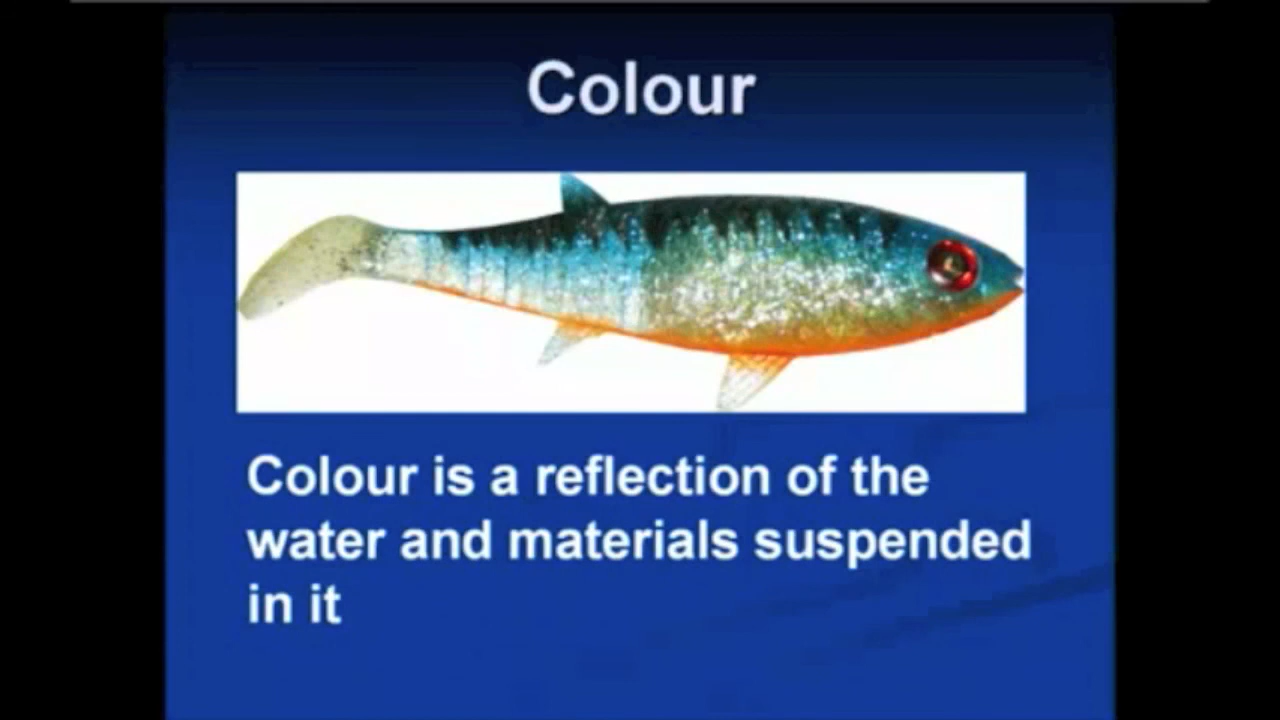 Colour
Colour is a reflection of the
water and materials suspended
in it